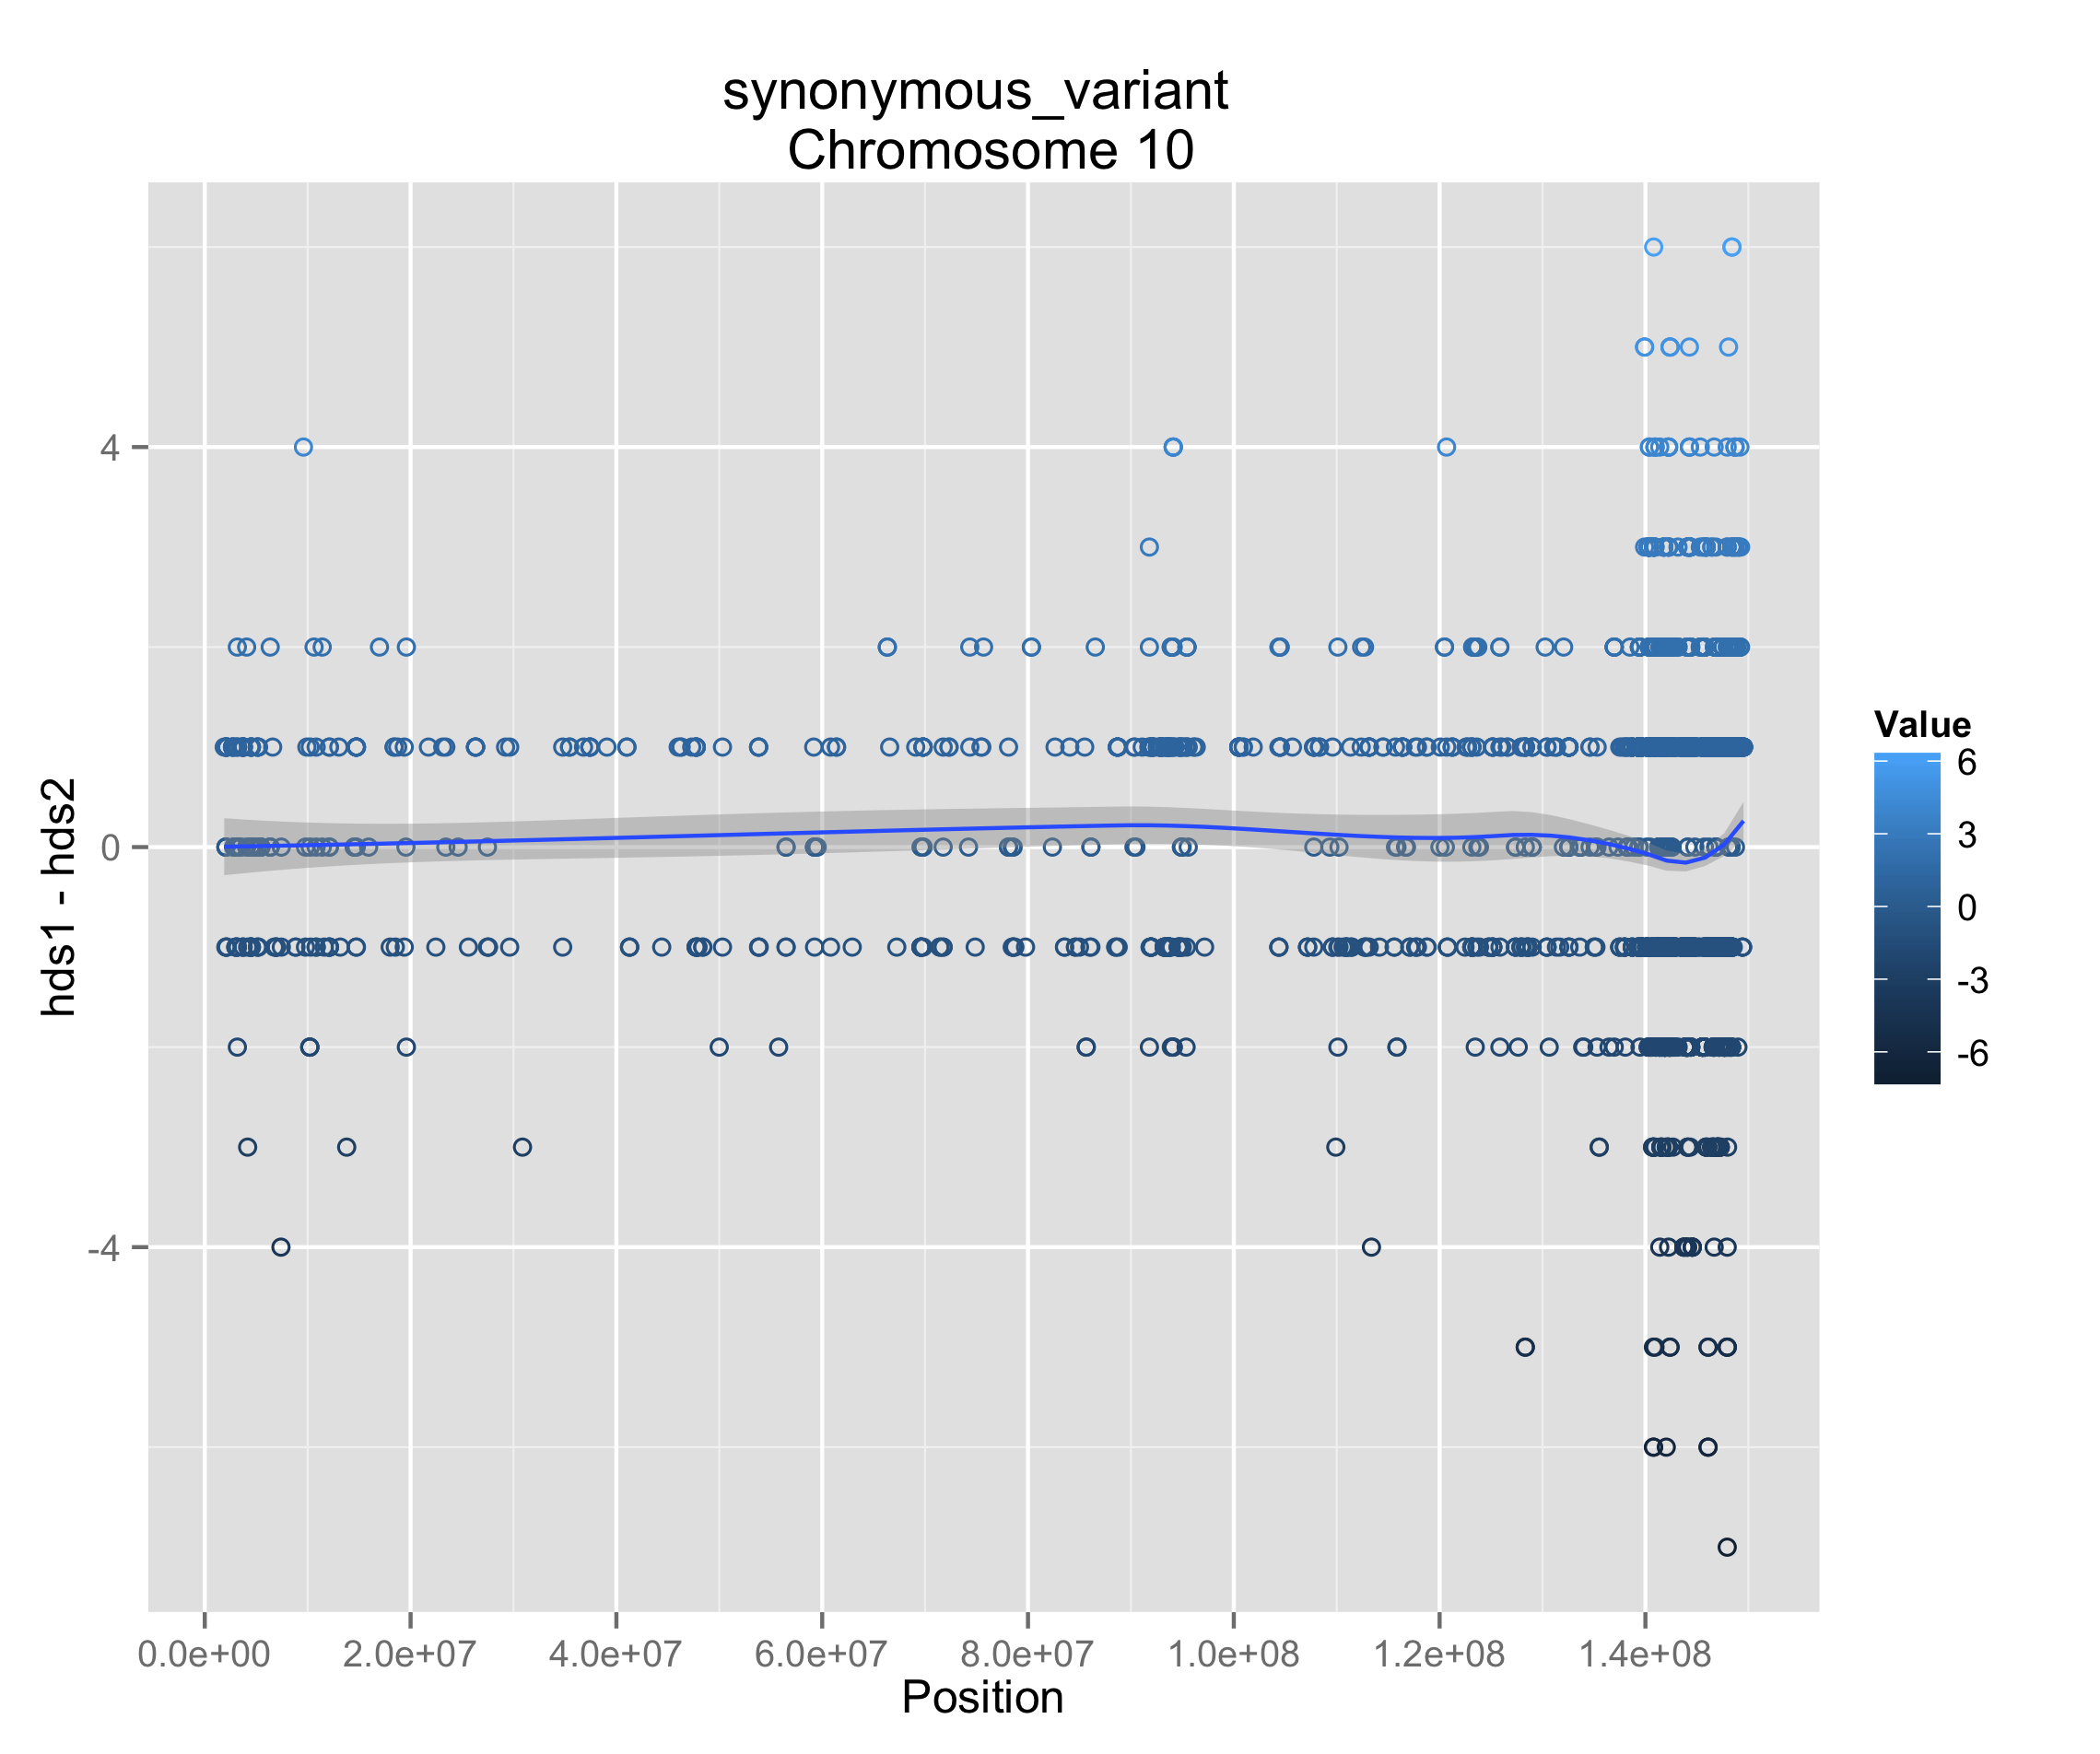 synonymous_variant
Chromosome 10
hds1 - hds2
4
0
-4
0.0e+00 2.0e+07 4.0e+07 6.0e+07 8.0e+07 1.0e+08 1.2e+08 1.4e+08
Position
Value
6
3
0
-3
-6